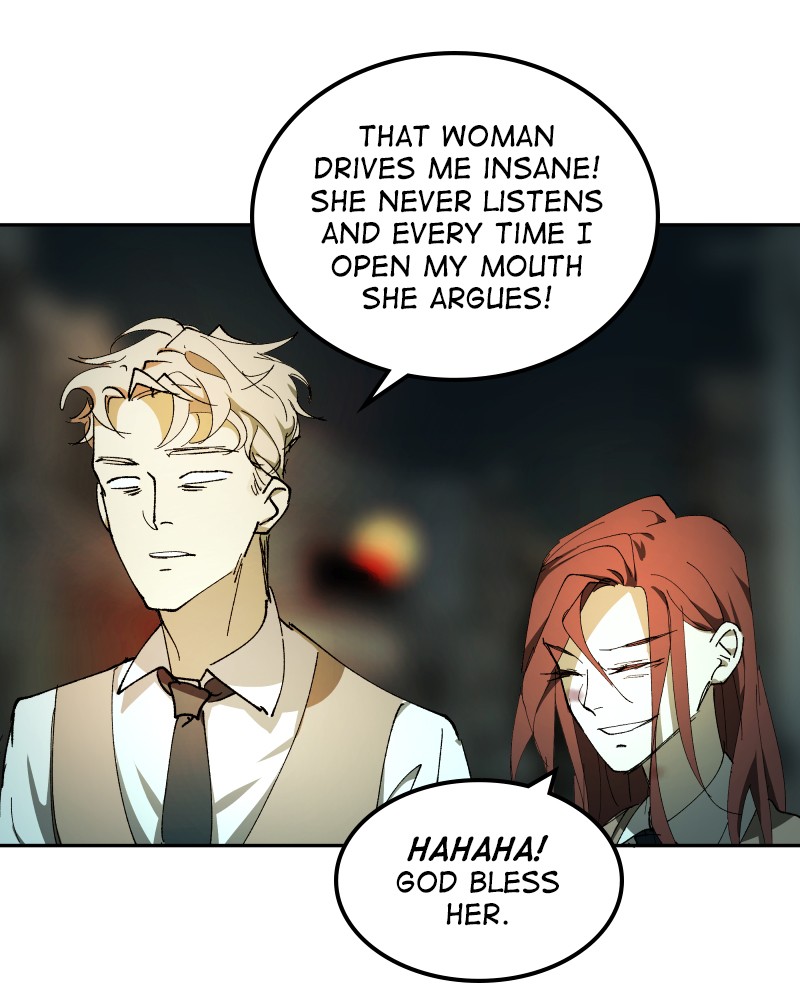 THAT WOMAN
DRIVES ME INSANE!
SHE NEVER LISTENS
AND EVERY TIME I
OPEN MY MOUTH
SHE ARGUES!
HAHAHA!
GOD BLESS
HER.